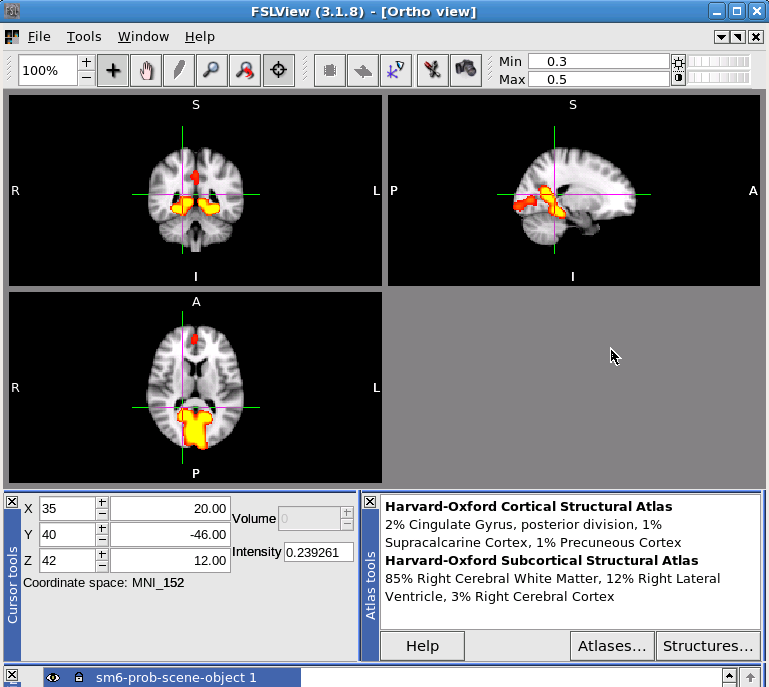 FSLView (3.1.8) - [Ortho view]
File Tools Window Help
100%
Min 0.3
Max 0.5
S
R L
I
S
P A
I
A
R L
P
Cursor tools
X 35 20.00
Y 40 -46.00
Z 42 12.00
Volume 0
Intensity 0.239261
Coordinate space: MNI_152
Atlas tools
Harvard-Oxford Cortical Structural Atlas
2% Cingulate Gyrus, posterior division, 1%
Supracalcarine Cortex, 1% Precuneous Cortex
Harvard-Oxford Subcortical Structural Atlas
85% Right Cerebral White Matter, 12% Right Lateral
Ventricle, 3% Right Cerebral Cortex
Help Atlases... Structures...
sm6-prob-scene-object 1